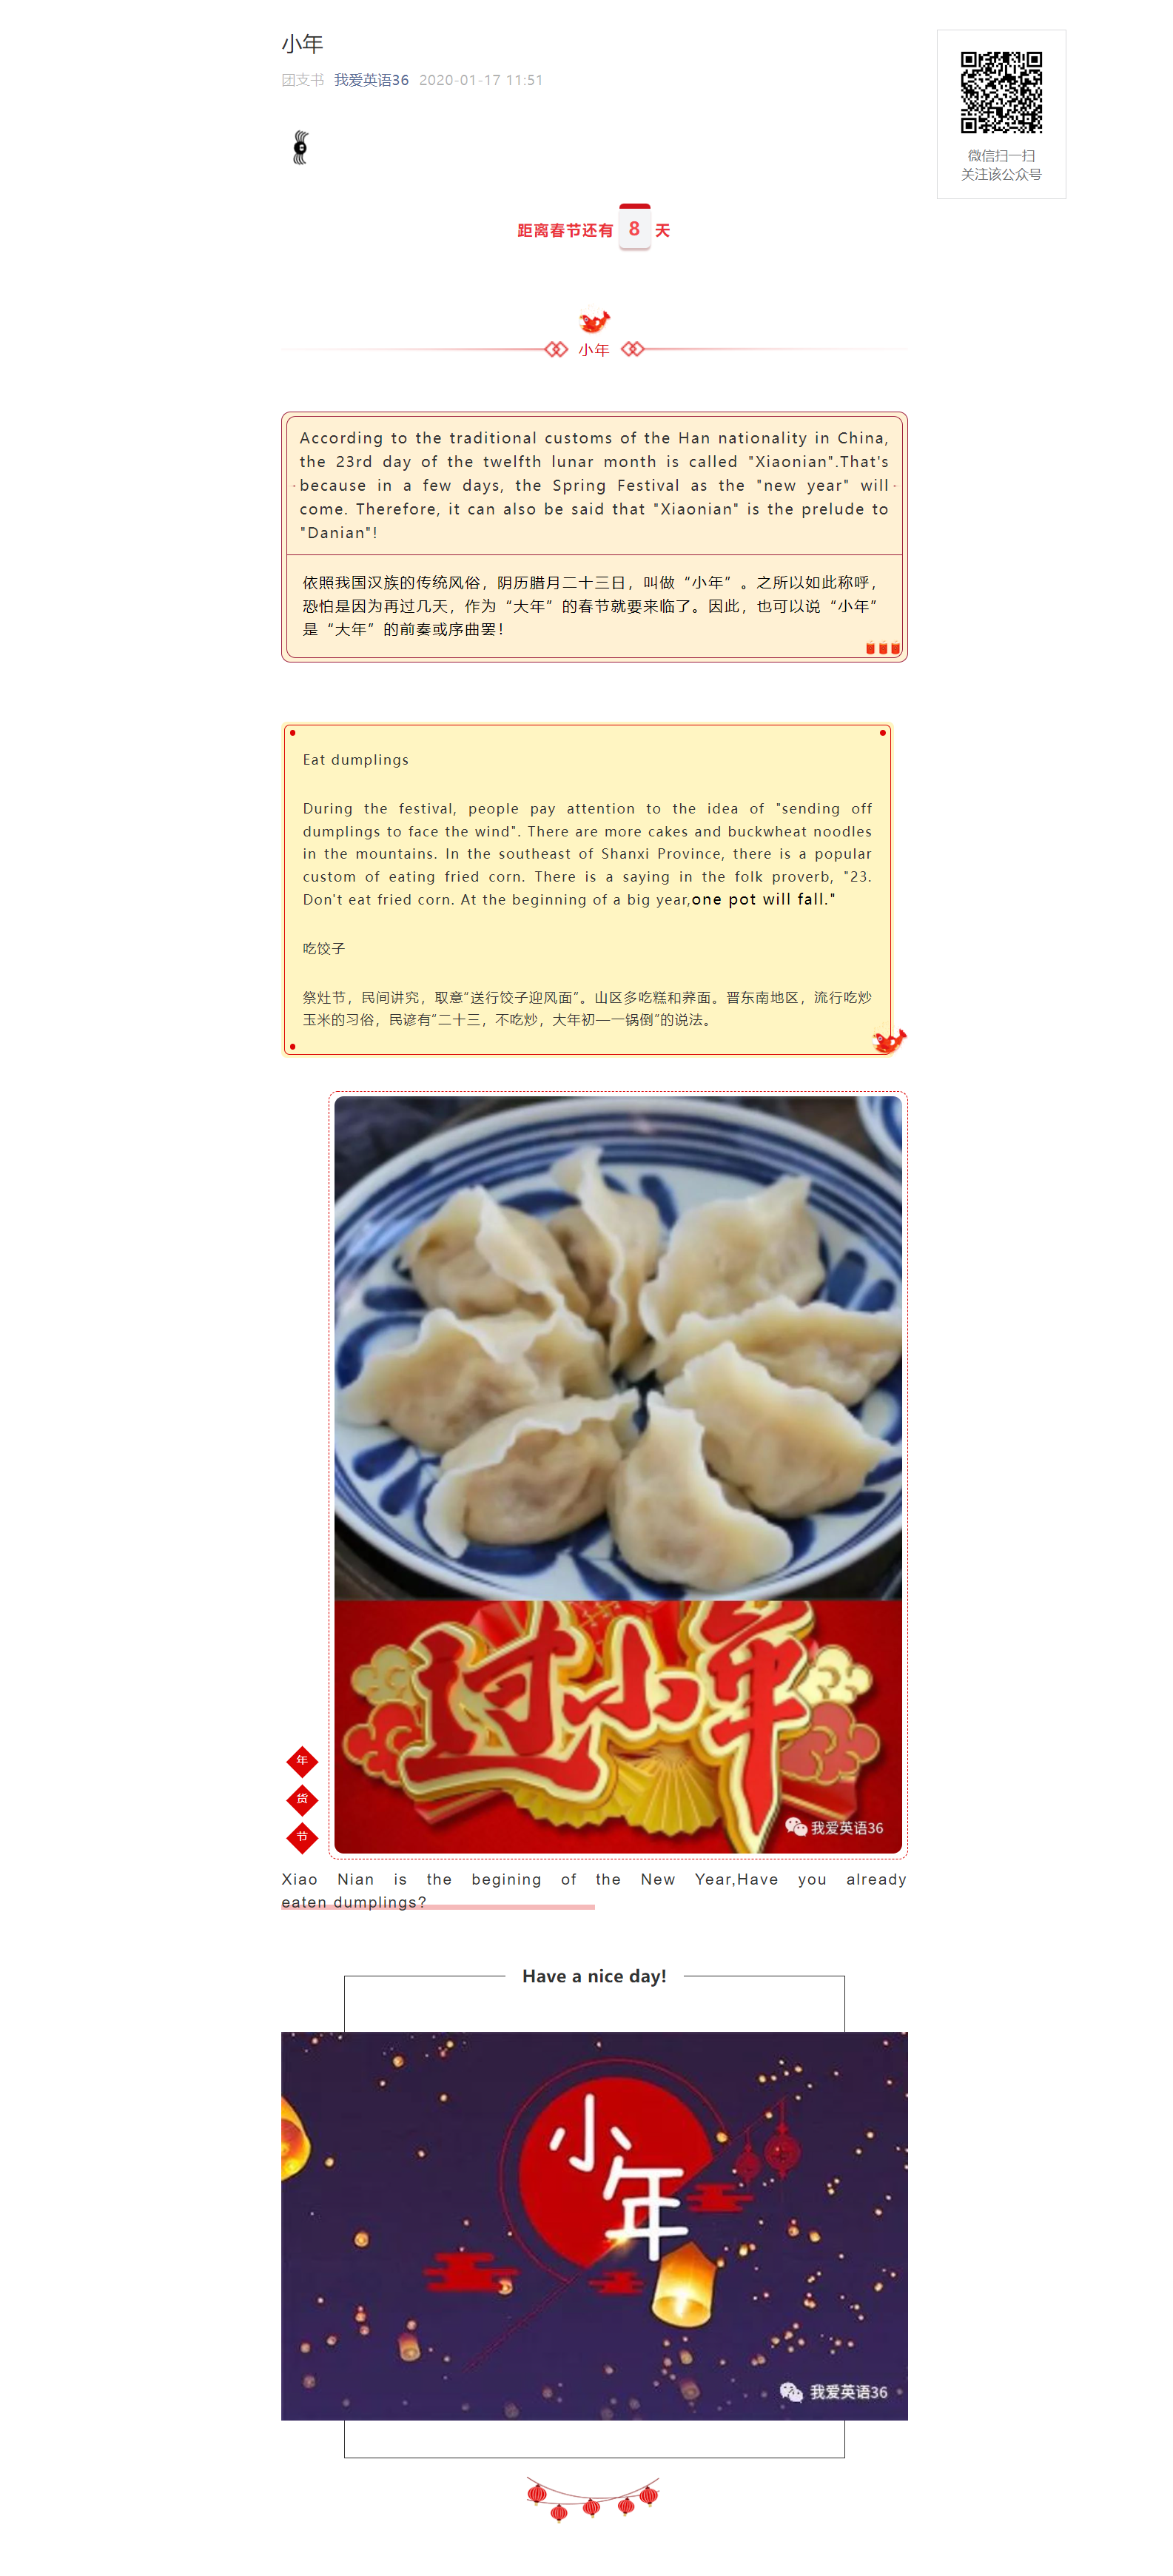 小年
团支书 我爱英语36 2020-01-17 11:51
微信扫一扫
关注该公众号
距离春节还有 8 天
小年
According to the traditional customs of the Han nationality in China,
the 23rd day of the twelfth lunar month is called "Xiaonian".That's
because in a few days, the Spring Festival as the "new year" will
come. Therefore, it can also be said that "Xiaonian" is the prelude to
"Danian"!
依照我国汉族的传统风俗，阴历腊月二十三日，叫做“小年”。之所以如此称呼，
恐怕是因为再过几天，作为“大年”的春节就要来临了。因此，也可以说“小年”
是“大年”的前奏或序曲罢！
Eat dumplings
During the festival, people pay attention to the idea of "sending off
dumplings to face the wind". There are more cakes and buckwheat noodles
in the mountains. In the southeast of Shanxi Province, there is a popular
custom of eating fried corn. There is a saying in the folk proverb, "23.
Don't eat fried corn. At the beginning of a big year,one pot will fall."
吃饺子
祭灶节，民间讲究，取意“送行饺子迎风面”。山区多吃糕和荞面。晋东南地区，流行吃炒
玉米的习俗，民谚有“二十三，不吃炒，大年初一一锅倒”的说法。
过小年
我爱英语36
年
货
节
Xiao Nian is the begining of the New Year,Have you already
eaten dumplings?
Have a nice day!
小
年
我爱英语36